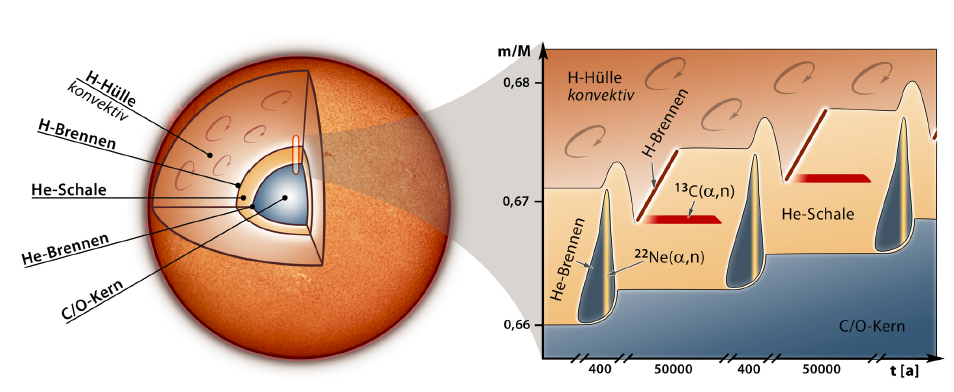 H-Hülle
konvektiv
H-Brennen
He-Schale
He-Brennen
C/O-Kern
m/M
0,68
0,67
0,66
H-Hülle
konvektiv
H-Brennen
¹³C(α,n)
He-Schale
He-Brennen
²²Ne(α,n)
C/O-Kern
400
50000
400
50000
t [a]